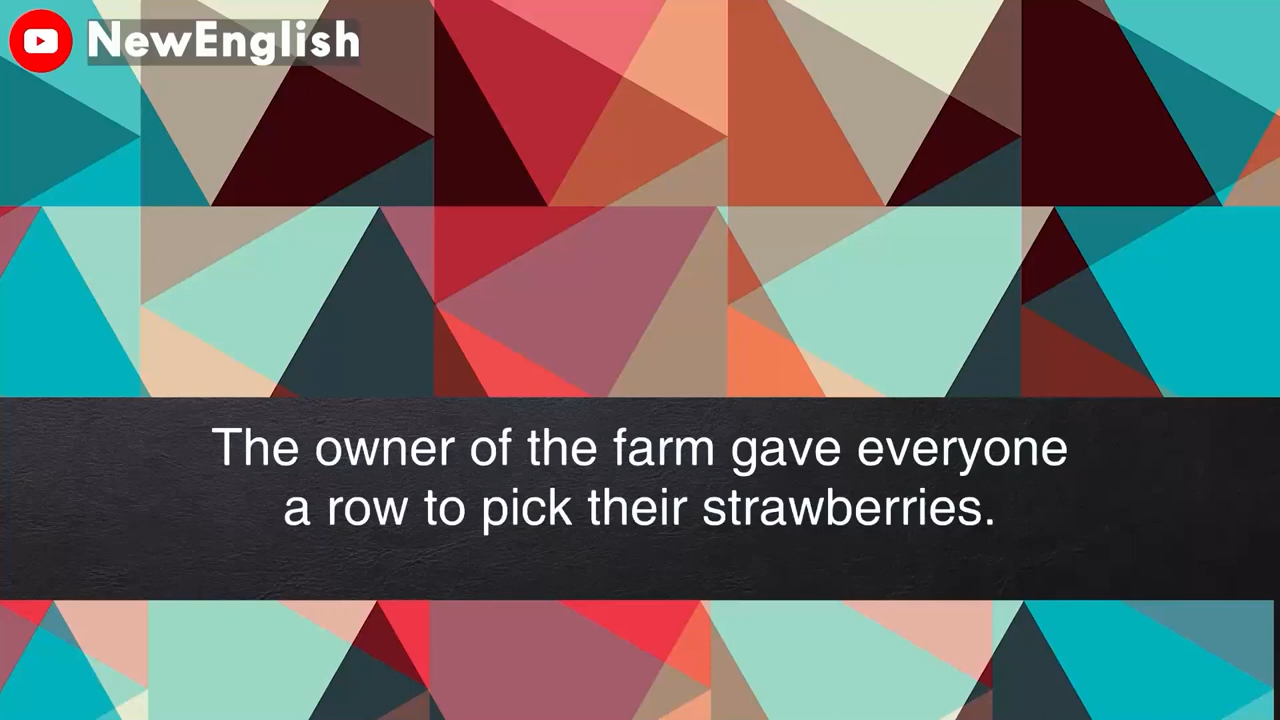 NewEnglish
The owner of the farm gave everyone
a row to pick their strawberries.